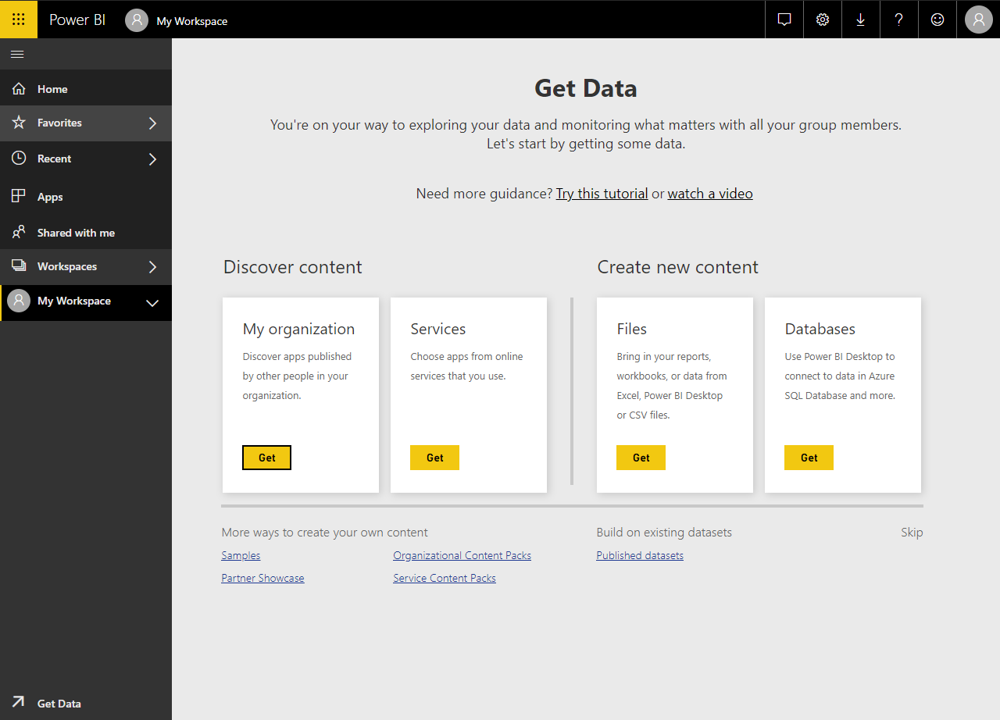 Power BI
My Workspace
Home
Favorites
Recent
Apps
Shared with me
Workspaces
My Workspace
Get Data
Get Data
You're on your way to exploring your data and monitoring what matters with all your group members.
Let's start by getting some data.
Need more guidance? Try this tutorial or watch a video
Discover content
My organization
Discover apps published
by other people in your
organization.
Get
Services
Choose apps from online
services that you use.
Get
Create new content
Files
Bring in your reports,
workbooks, or data from
Excel, Power BI Desktop
or CSV files.
Get
Databases
Use Power BI Desktop to
connect to data in Azure
SQL Database and more.
Get
More ways to create your own content
Samples
Organizational Content Packs
Partner Showcase
Service Content Packs
Build on existing datasets
Published datasets
Skip